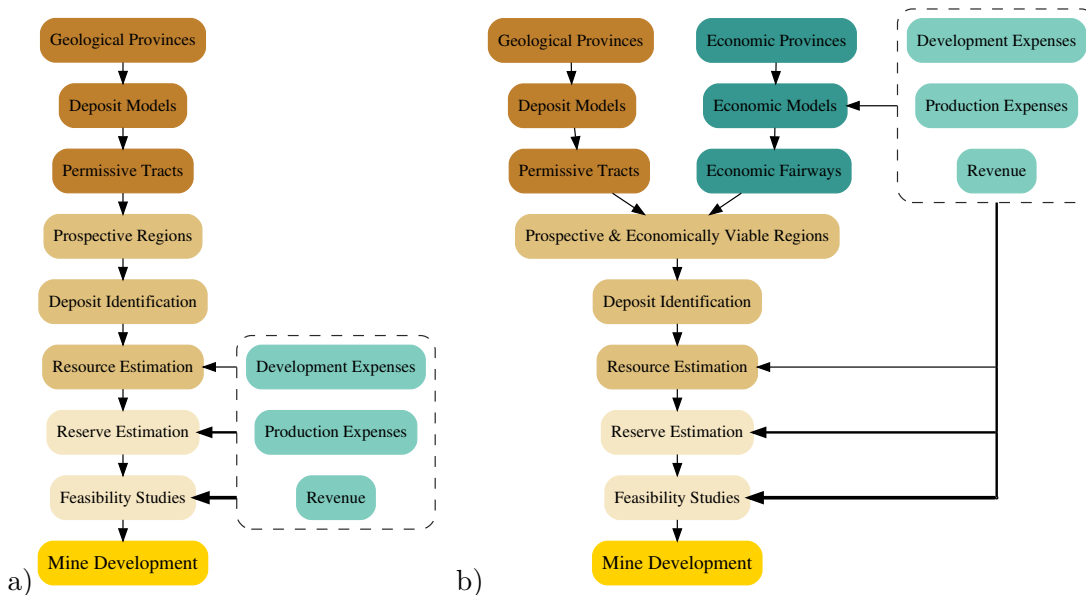 Geological Provinces
Deposit Models
Permissive Tracts
Prospective Regions
Deposit Identification
Resource Estimation
Reserve Estimation
Feasibility Studies
Mine Development
Development Expenses
Production Expenses
Revenue
a)
Geological Provinces
Economic Provinces
Development Expenses
Deposit Models
Economic Models
Production Expenses
Permissive Tracts
Economic Fairways
Revenue
Prospective & Economically Viable Regions
Deposit Identification
Resource Estimation
Reserve Estimation
Feasibility Studies
Mine Development
b)